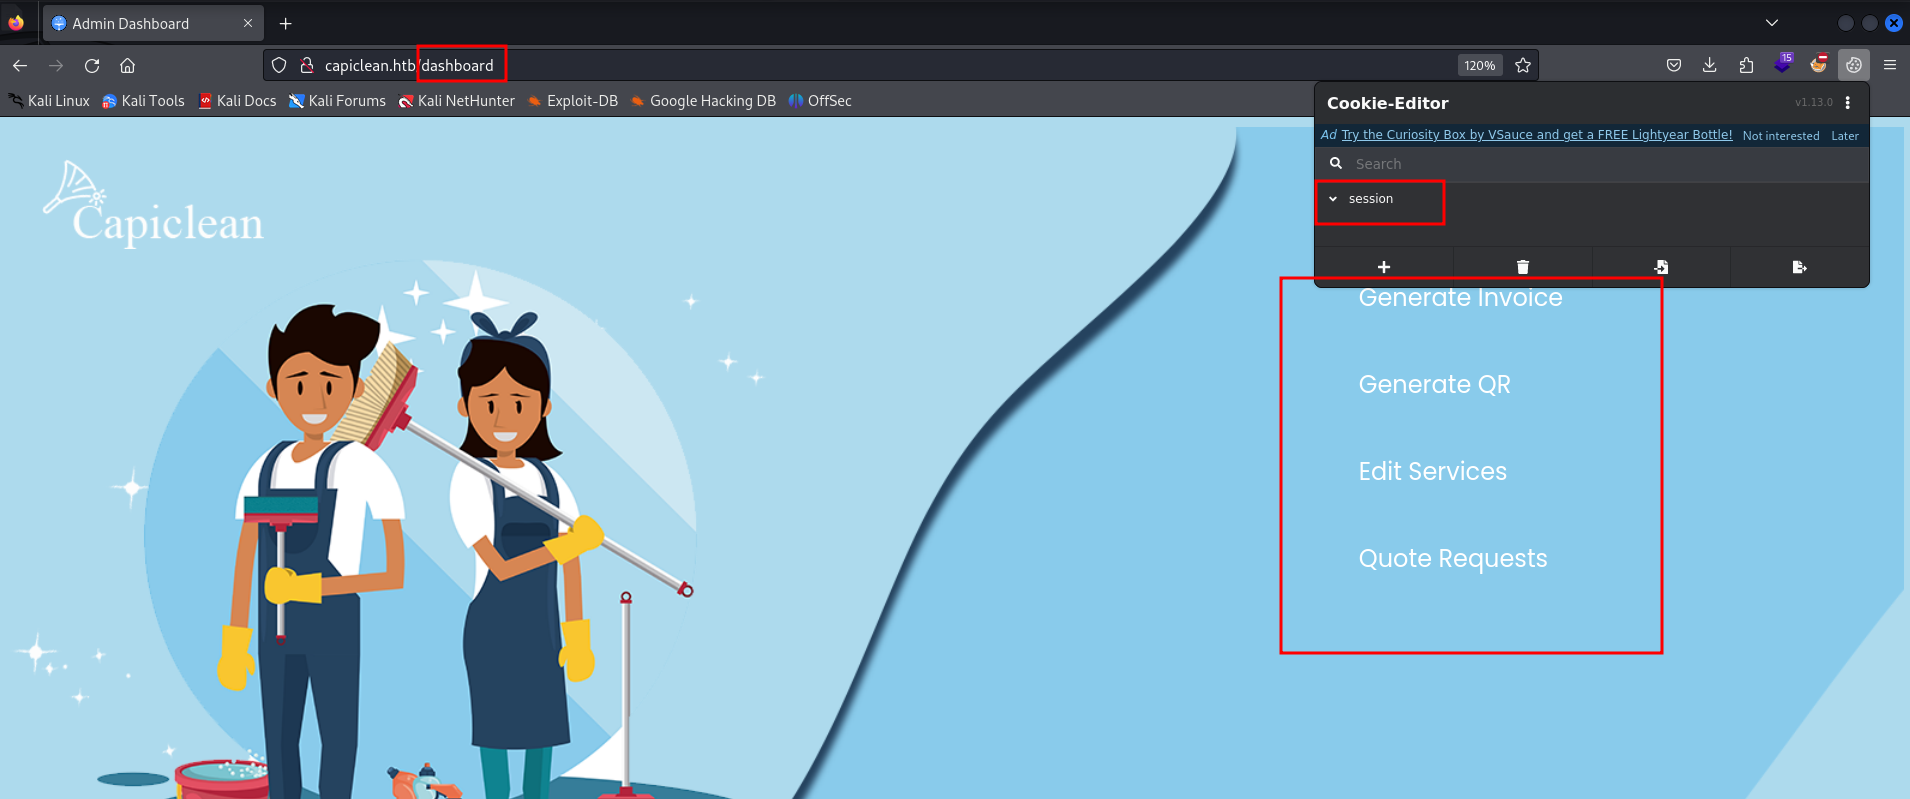 Admin Dashboard
capiclean.htb/dashboard
120%
15
Kali Linux Kali Tools Kali Docs Kali Forums Kali NetHunter Exploit-DB Google Hacking DB OffSec
Cookie-Editor v1.13.0
Ad Try the Curiosity Box by VSauce and get a FREE Lightyear Bottle! Not interested Later
Search
session
Capiclean
Generate Invoice
Generate QR
Edit Services
Quote Requests